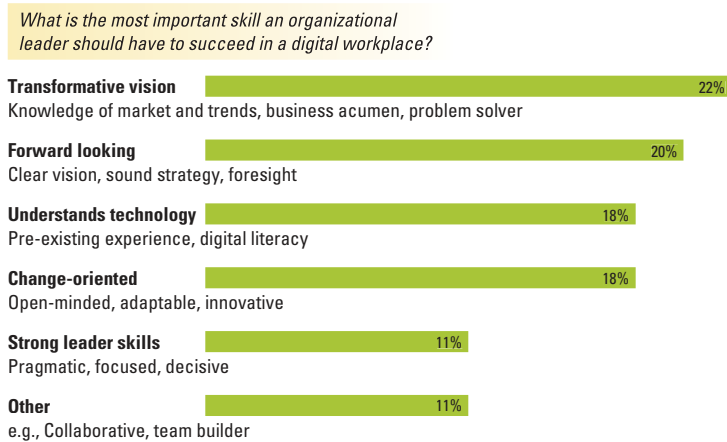 What is the most important skill an organizational
leader should have to succeed in a digital workplace?
Transformative vision 22%
Knowledge of market and trends, business acumen, problem solver
Forward looking 20%
Clear vision, sound strategy, foresight
Understands technology 18%
Pre-existing experience, digital literacy
Change-oriented 18%
Open-minded, adaptable, innovative
Strong leader skills 11%
Pragmatic, focused, decisive
Other 11%
e.g., Collaborative, team builder